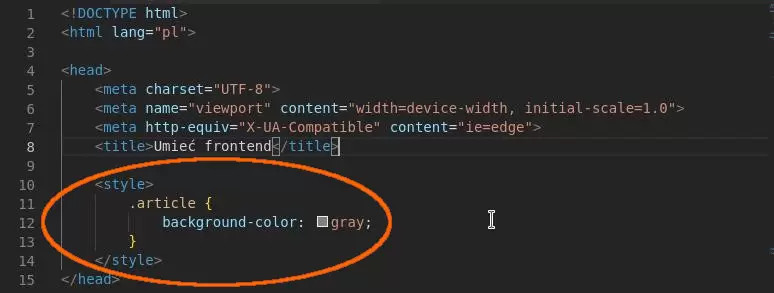 1 <!DOCTYPE html>
2 <html lang="pl">
3
4 <head>
5 <meta charset="UTF-8">
6 <meta name="viewport" content="width=device-width, initial-scale=1.0">
7 <meta http-equiv="X-UA-Compatible" content="ie=edge">
8 <title>Umieć frontend</title>
9
10 <style>
11 .article {
12 background-color: gray;
13 }
14 </style>
15 </head>